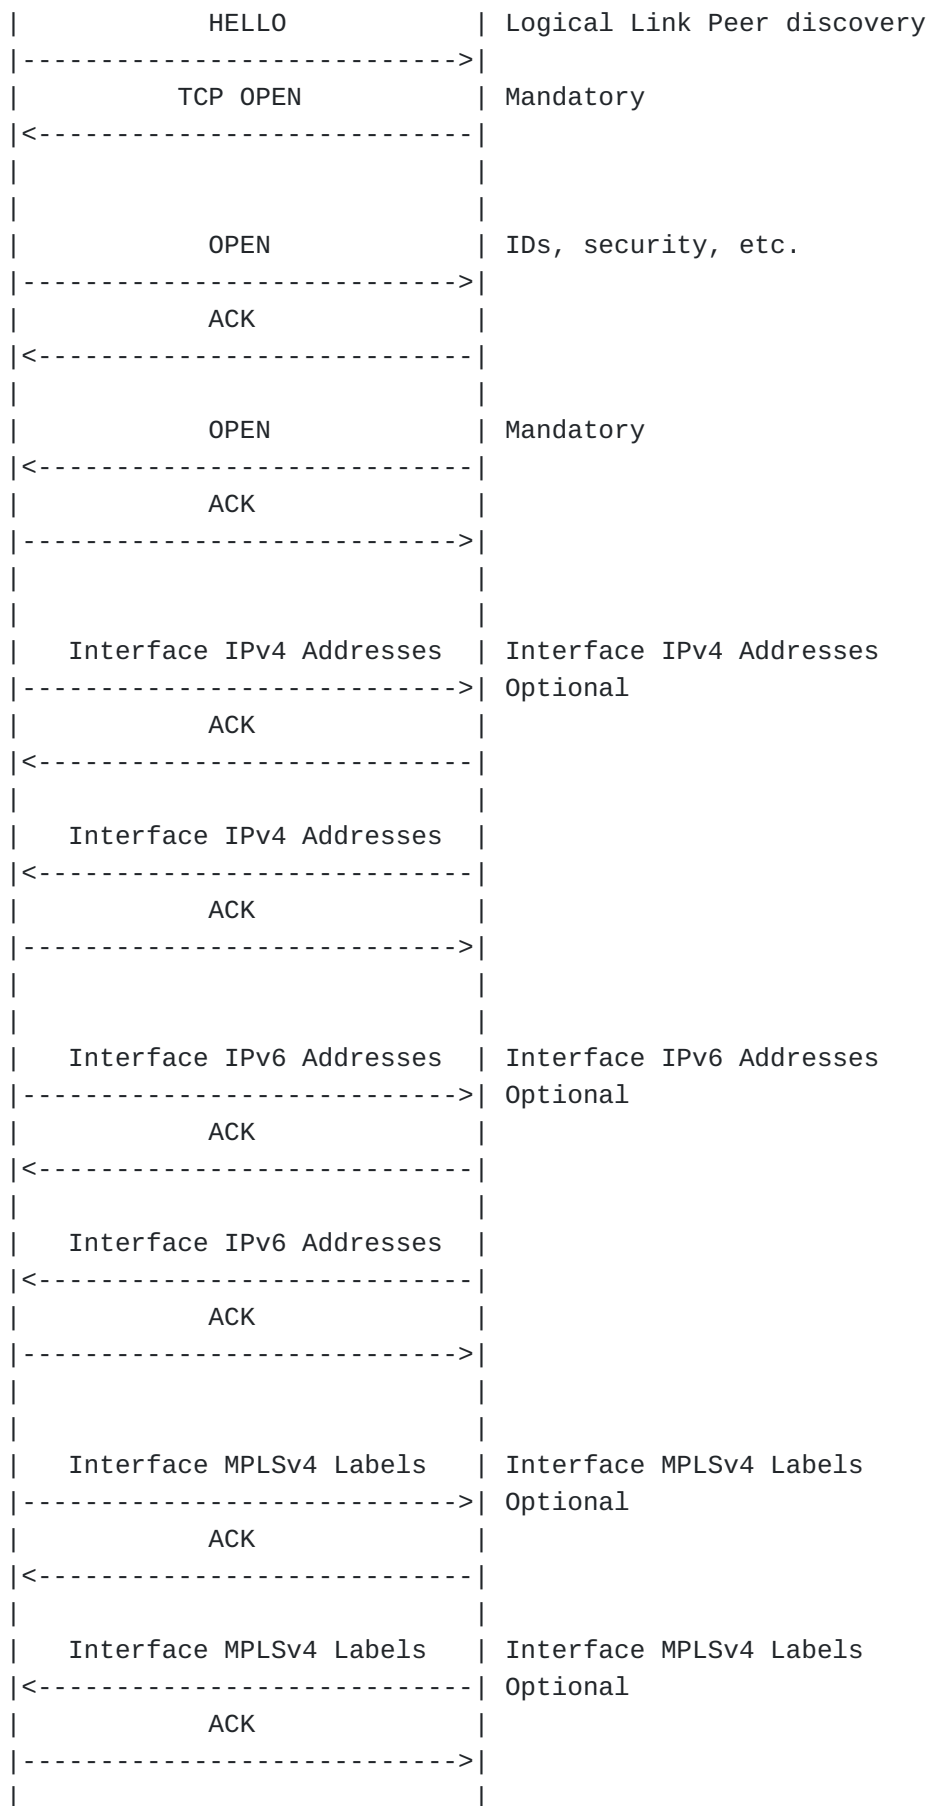 |            HELLO            | Logical Link Peer discovery
|---------------------------->|
|          TCP OPEN           | Mandatory
|<----------------------------|
|                             |
|                             |
|            OPEN             | IDs, security, etc.
|---------------------------->|
|            ACK              |
|<----------------------------|
|                             |
|            OPEN             | Mandatory
|<----------------------------|
|            ACK              |
|---------------------------->|
|                             |
|                             |
|   Interface IPv4 Addresses  | Interface IPv4 Addresses
|---------------------------->| Optional
|            ACK              |
|<----------------------------|
|                             |
|   Interface IPv4 Addresses  |
|<----------------------------|
|            ACK              |
|---------------------------->|
|                             |
|                             |
|   Interface IPv6 Addresses  | Interface IPv6 Addresses
|---------------------------->| Optional
|            ACK              |
|<----------------------------|
|                             |
|   Interface IPv6 Addresses  |
|<----------------------------|
|            ACK              |
|---------------------------->|
|                             |
|                             |
|   Interface MPLSv4 Labels   | Interface MPLSv4 Labels
|---------------------------->| Optional
|            ACK              |
|<----------------------------|
|                             |
|   Interface MPLSv4 Labels   | Interface MPLSv4 Labels
|<----------------------------| Optional
|            ACK              |
|---------------------------->|
|                             |